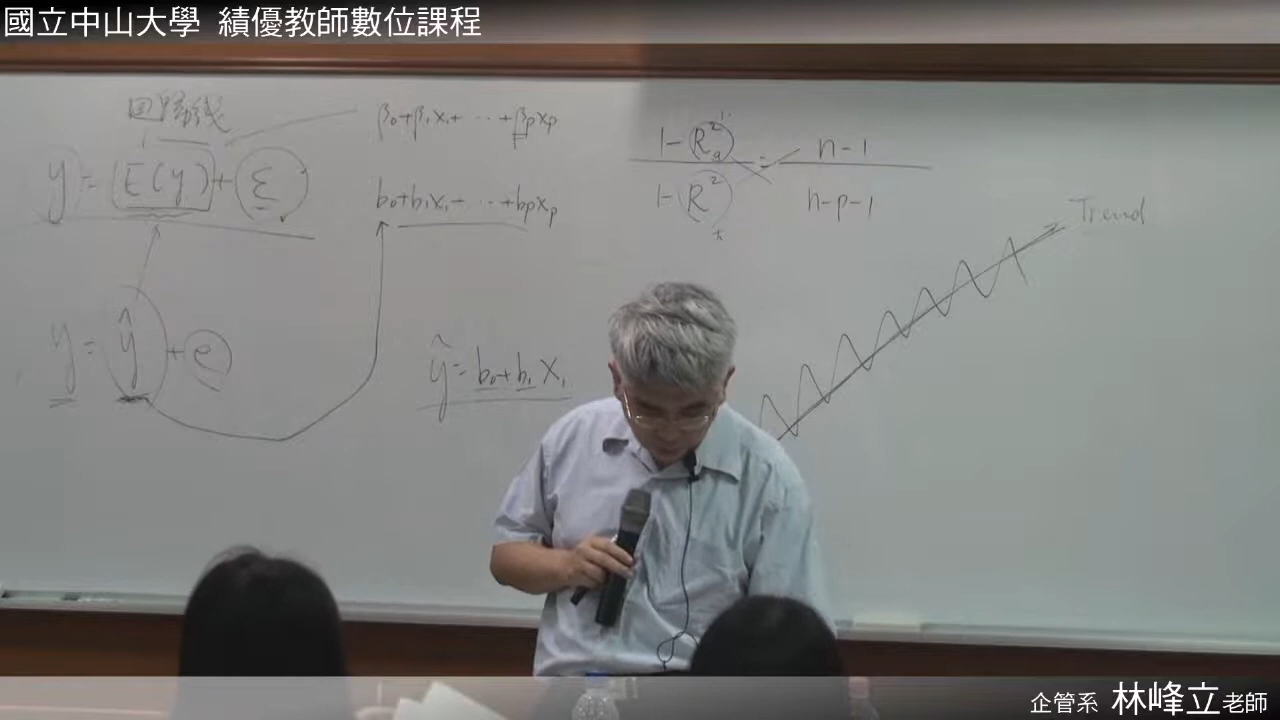 國立中山大學 績優教師數位課程
回歸線
β₀+β₁x₁+ ⋯ +βpxp
y = E(y) + ε
b₀+b₁x₁+ ⋯ +bpxp
y = ŷ + e
ŷ = b₀+b₁x₁
1-R²a / 1-R² = n-1 / n-p-1
Trend
企管系 林峰立老師